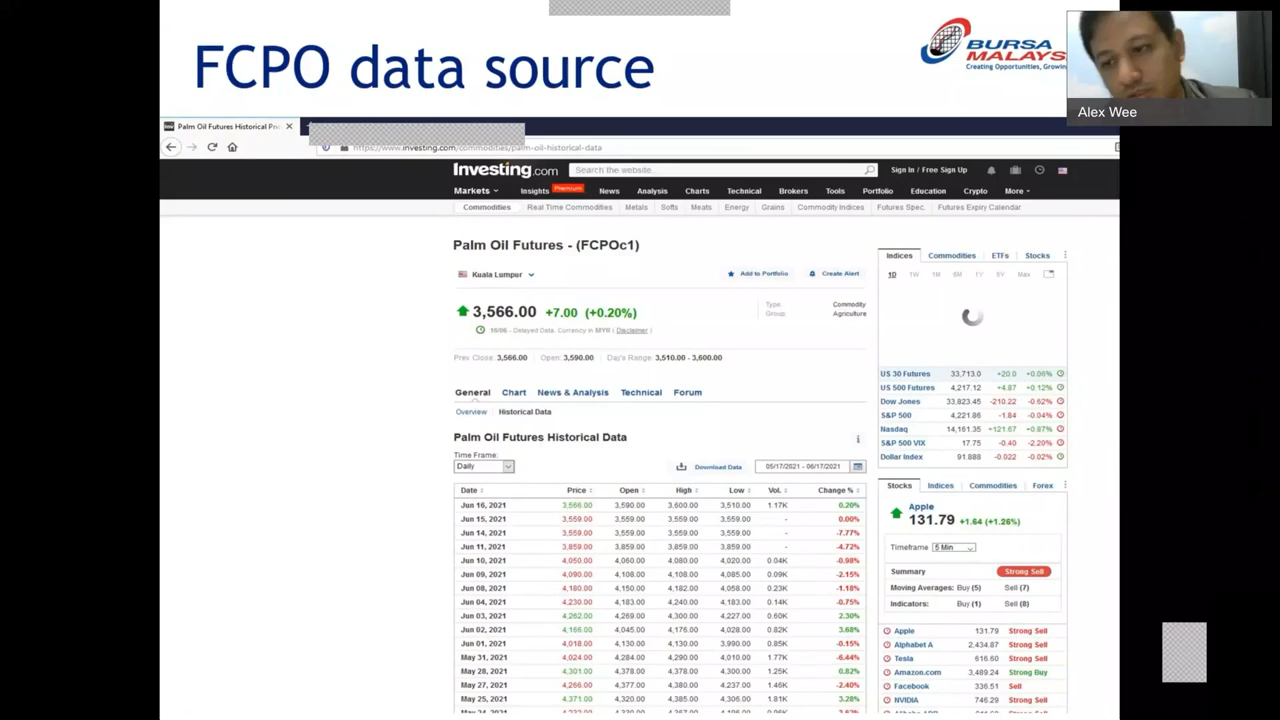 FCPO data source
BURSA
MALAYS
Creating Opportunities, Growin
Alex Wee
Palm Oil Futures Historical Pric
https://www.investing.com/commodities/palm-oil-historical-data
Investing.com
Search the website...
Sign In / Free Sign Up
Markets
Insights Premium News Analysis Charts Technical Brokers Tools Portfolio Education Crypto More
Commodities Real Time Commodities Metals Softs Meats Energy Grains Commodity Indices Futures Spec. Futures Expiry Calendar
Palm Oil Futures - (FCPOc1)
Kuala Lumpur
Add to Portfolio Create Alert
3,566.00 +7.00 (+0.20%)
16/06 - Delayed Data. Currency in MYR ( Disclaimer )
Type: Commodity
Group: Agriculture
Prev. Close: 3,566.00 Open: 3,590.00 Day's Range: 3,510.00 - 3,600.00
General Chart News & Analysis Technical Forum
Overview Historical Data
Palm Oil Futures Historical Data
Time Frame:
Daily
Download Data
05/17/2021 - 06/17/2021
Date Price Open High Low Vol. Change %
Jun 16, 2021 3,566.00 3,590.00 3,600.00 3,510.00 1.17K 0.20%
Jun 15, 2021 3,559.00 3,559.00 3,559.00 3,559.00 - 0.00%
Jun 14, 2021 3,559.00 3,559.00 3,559.00 3,559.00 - -7.77%
Jun 11, 2021 3,859.00 3,859.00 3,859.00 3,859.00 - -4.72%
Jun 10, 2021 4,050.00 4,060.00 4,080.00 4,020.00 0.04K -0.98%
Jun 09, 2021 4,090.00 4,108.00 4,108.00 4,085.00 0.09K -2.15%
Jun 08, 2021 4,180.00 4,150.00 4,182.00 4,058.00 0.23K -1.18%
Jun 04, 2021 4,230.00 4,183.00 4,240.00 4,183.00 0.14K -0.75%
Jun 03, 2021 4,262.00 4,269.00 4,300.00 4,227.00 0.60K 2.30%
Jun 02, 2021 4,166.00 4,045.00 4,176.00 4,028.00 0.82K 3.68%
Jun 01, 2021 4,018.00 4,130.00 4,130.00 3,990.00 0.85K -0.15%
May 31, 2021 4,024.00 4,284.00 4,290.00 4,010.00 1.77K -6.44%
May 28, 2021 4,301.00 4,378.00 4,378.00 4,300.00 1.25K 0.82%
May 27, 2021 4,266.00 4,377.00 4,380.00 4,237.00 1.46K -2.40%
May 25, 2021 4,371.00 4,320.00 4,385.00 4,306.00 1.81K 3.28%
Indices Commodities ETFs Stocks
1D 1W 1M 6M 1Y 5Y Max
US 30 Futures 33,713.0 +20.0 +0.06%
US 500 Futures 4,217.12 +4.87 +0.12%
Dow Jones 33,823.45 -210.22 -0.62%
S&P 500 4,221.86 -1.84 -0.04%
Nasdaq 14,161.35 +121.67 +0.87%
S&P 500 VIX 17.75 -0.40 -2.20%
Dollar Index 91.888 -0.022 -0.02%
Stocks Indices Commodities Forex
Apple
131.79 +1.64 (+1.26%)
Timeframe 5 Min
Summary Strong Sell
Moving Averages: Buy (5) Sell (7)
Indicators: Buy (1) Sell (8)
Apple 131.79 Strong Sell
Alphabet A 2,434.87 Strong Sell
Tesla 616.60 Strong Sell
Amazon.com 3,489.24 Strong Buy
Facebook 336.51 Sell
NVIDIA 746.29 Strong Sell